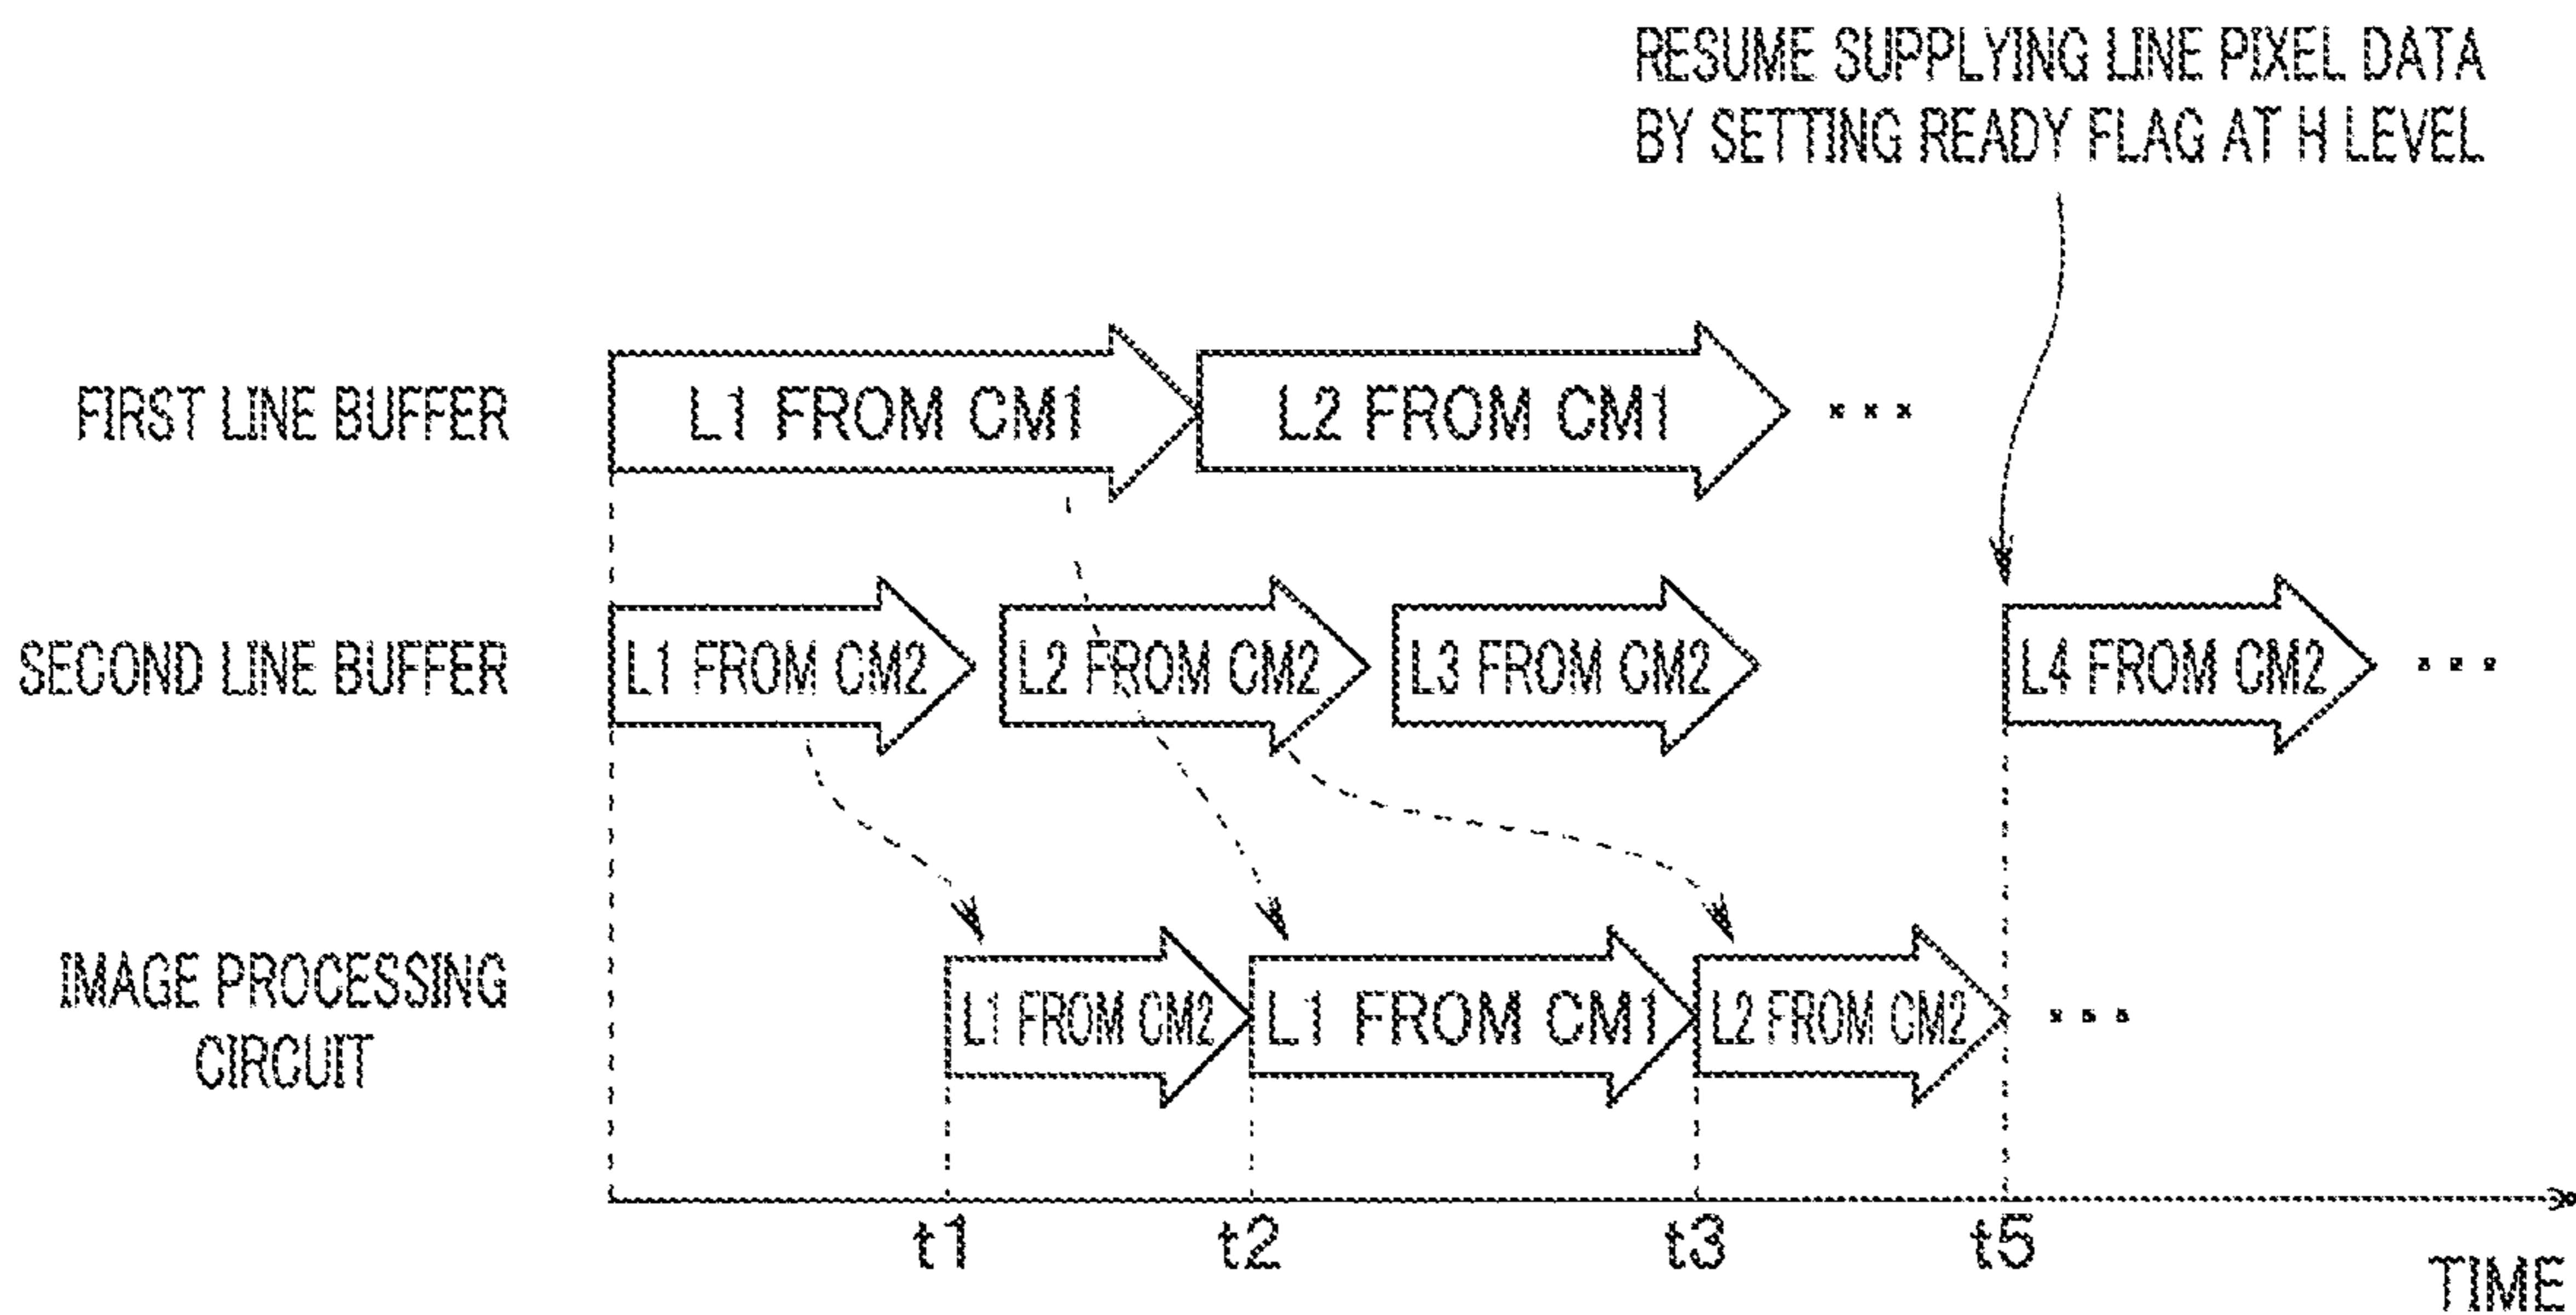 RESUME SUPPLYING LINE PIXEL DATA
BY SETTING READY FLAG AT H LEVEL
FIRST LINE BUFFER
L1 FROM CM1
L2 FROM CM1
SECOND LINE BUFFER
L1 FROM CM2
L2 FROM CM2
L3 FROM CM2
L4 FROM CM2
IMAGE PROCESSING
CIRCUIT
L1 FROM CM2
L1 FROM CM1
L2 FROM CM2
t1
t2
t3
t5
TIME